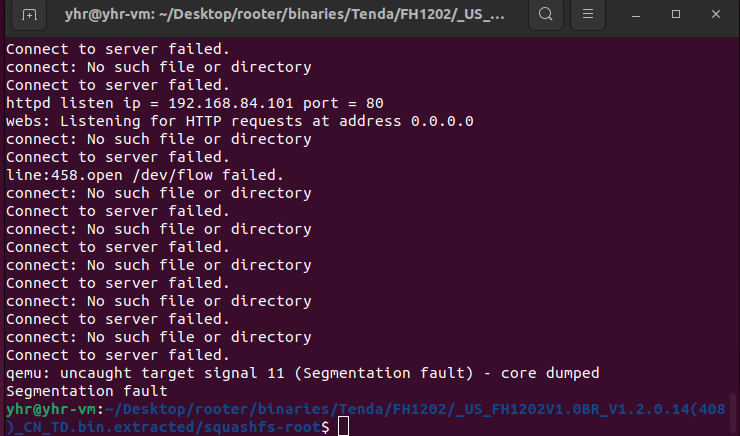 yhr@yhr-vm: ~/Desktop/rooter/binaries/Tenda/FH1202/_US_...
Connect to server failed.
connect: No such file or directory
Connect to server failed.
httpd listen ip = 192.168.84.101 port = 80
webs: Listening for HTTP requests at address 0.0.0.0
connect: No such file or directory
Connect to server failed.
line:458.open /dev/flow failed.
connect: No such file or directory
Connect to server failed.
connect: No such file or directory
Connect to server failed.
connect: No such file or directory
Connect to server failed.
connect: No such file or directory
Connect to server failed.
connect: No such file or directory
Connect to server failed.
qemu: uncaught target signal 11 (Segmentation fault) - core dumped
Segmentation fault
yhr@yhr-vm:~/Desktop/rooter/binaries/Tenda/FH1202/_US_FH1202V1.0BR_V1.2.0.14(408
)_CN_TD.bin.extracted/squashfs-root$